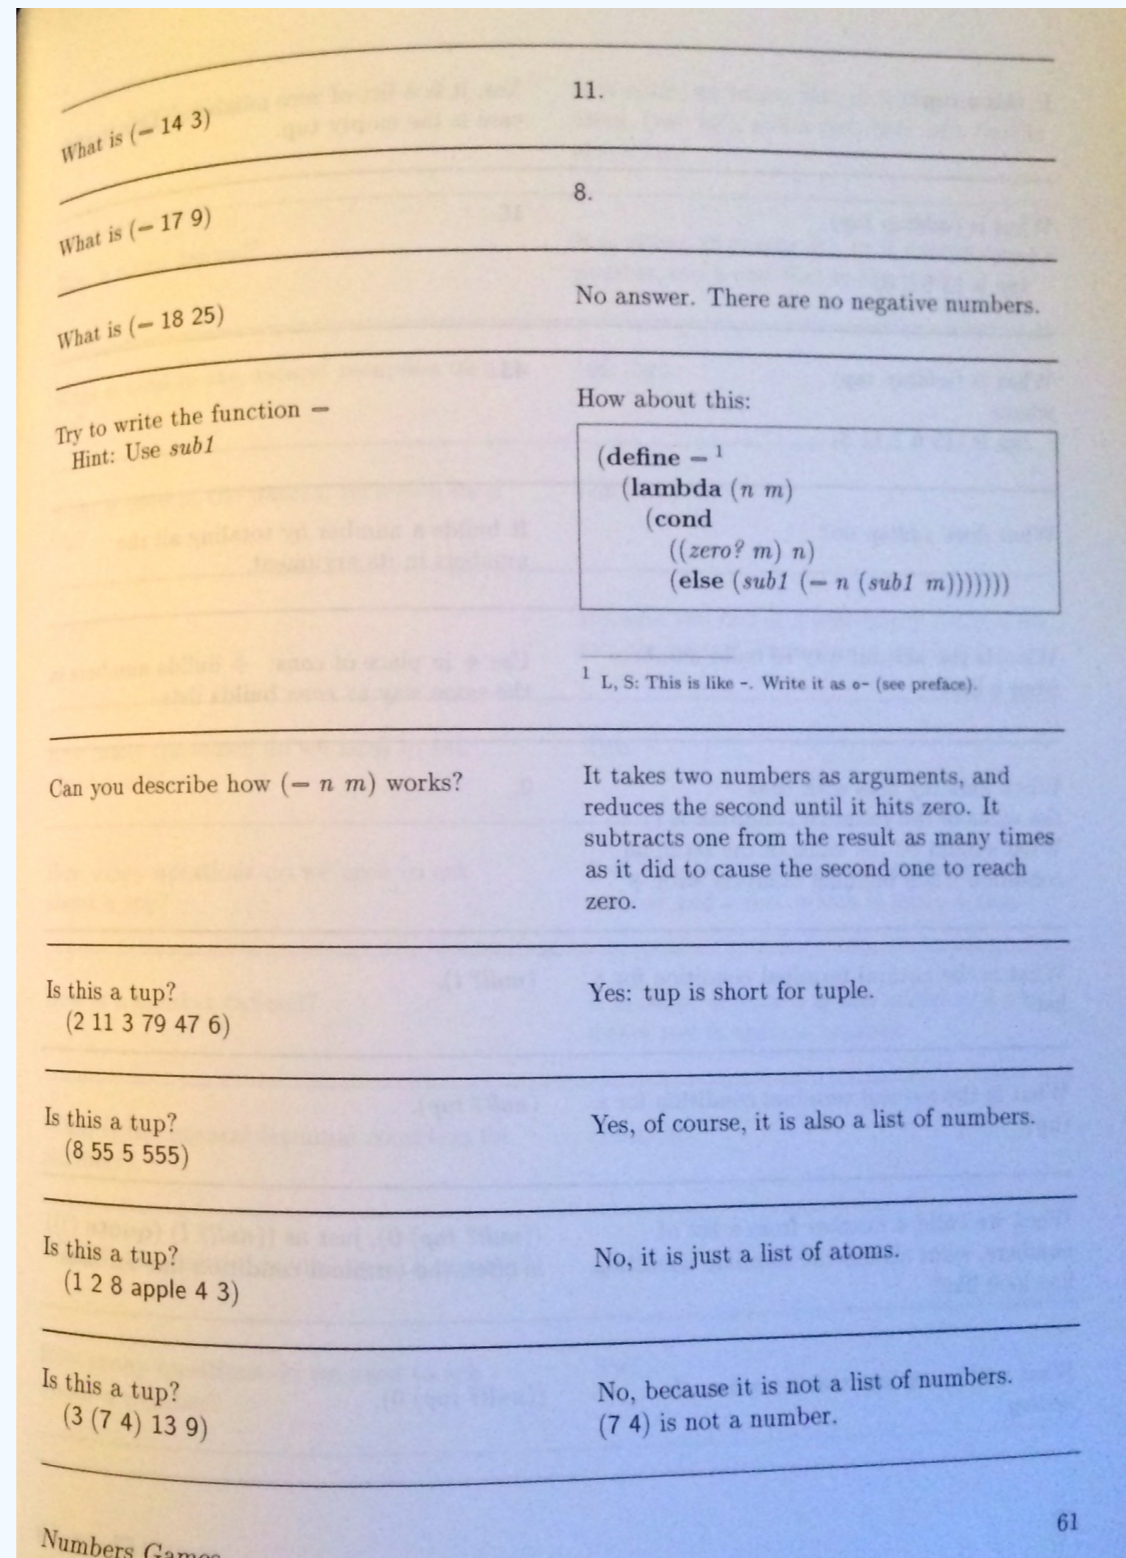 What is (− 14 3)
11.
What is (− 17 9)
8.
What is (− 18 25)
No answer. There are no negative numbers.
Try to write the function −
Hint: Use sub1
How about this:
(define − ¹
(lambda (n m)
(cond
((zero? m) n)
(else (sub1 (− n (sub1 m)))))))
¹ L, S: This is like -. Write it as o- (see preface).
Can you describe how (− n m) works?
It takes two numbers as arguments, and
reduces the second until it hits zero. It
subtracts one from the result as many times
as it did to cause the second one to reach
zero.
Is this a tup?
(2 11 3 79 47 6)
Yes: tup is short for tuple.
Is this a tup?
(8 55 5 555)
Yes, of course, it is also a list of numbers.
Is this a tup?
(1 2 8 apple 4 3)
No, it is just a list of atoms.
Is this a tup?
(3 (7 4) 13 9)
No, because it is not a list of numbers.
(7 4) is not a number.
Numbers Games
61